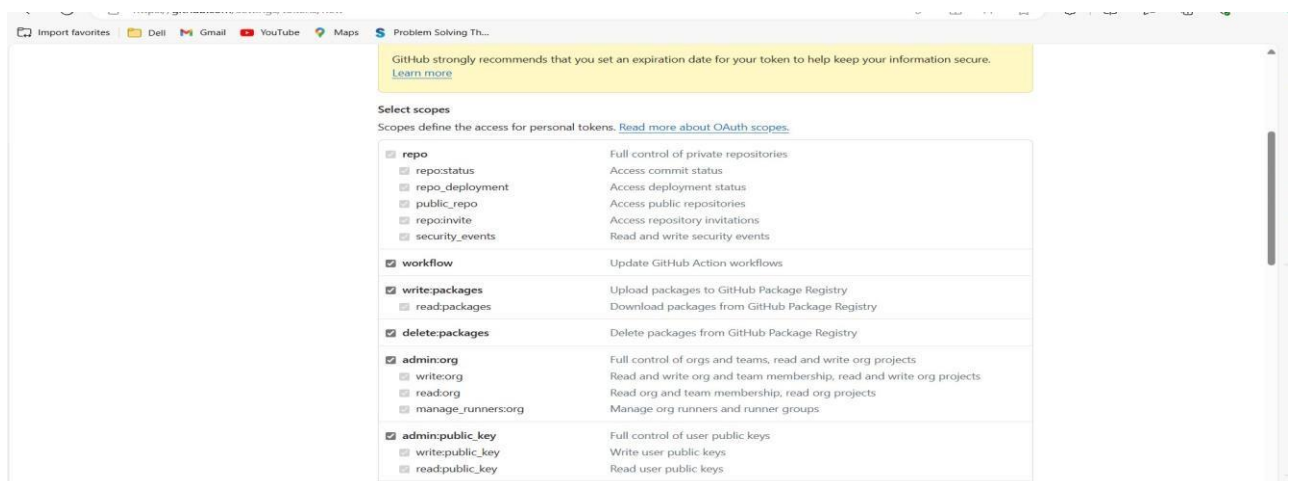 Import favorites Dell Gmail YouTube Maps Problem Solving Th...
GitHub strongly recommends that you set an expiration date for your token to help keep your information secure.
Learn more
Select scopes
Scopes define the access for personal tokens. Read more about OAuth scopes.
repo Full control of private repositories
repo:status Access commit status
repo_deployment Access deployment status
public_repo Access public repositories
repo:invite Access repository invitations
security_events Read and write security events
workflow Update GitHub Action workflows
write:packages Upload packages to GitHub Package Registry
read:packages Download packages from GitHub Package Registry
delete:packages Delete packages from GitHub Package Registry
admin:org Full control of orgs and teams, read and write org projects
write:org Read and write org and team membership, read and write org projects
read:org Read org and team membership, read org projects
manage_runners:org Manage org runners and runner groups
admin:public_key Full control of user public keys
write:public_key Write user public keys
read:public_key Read user public keys